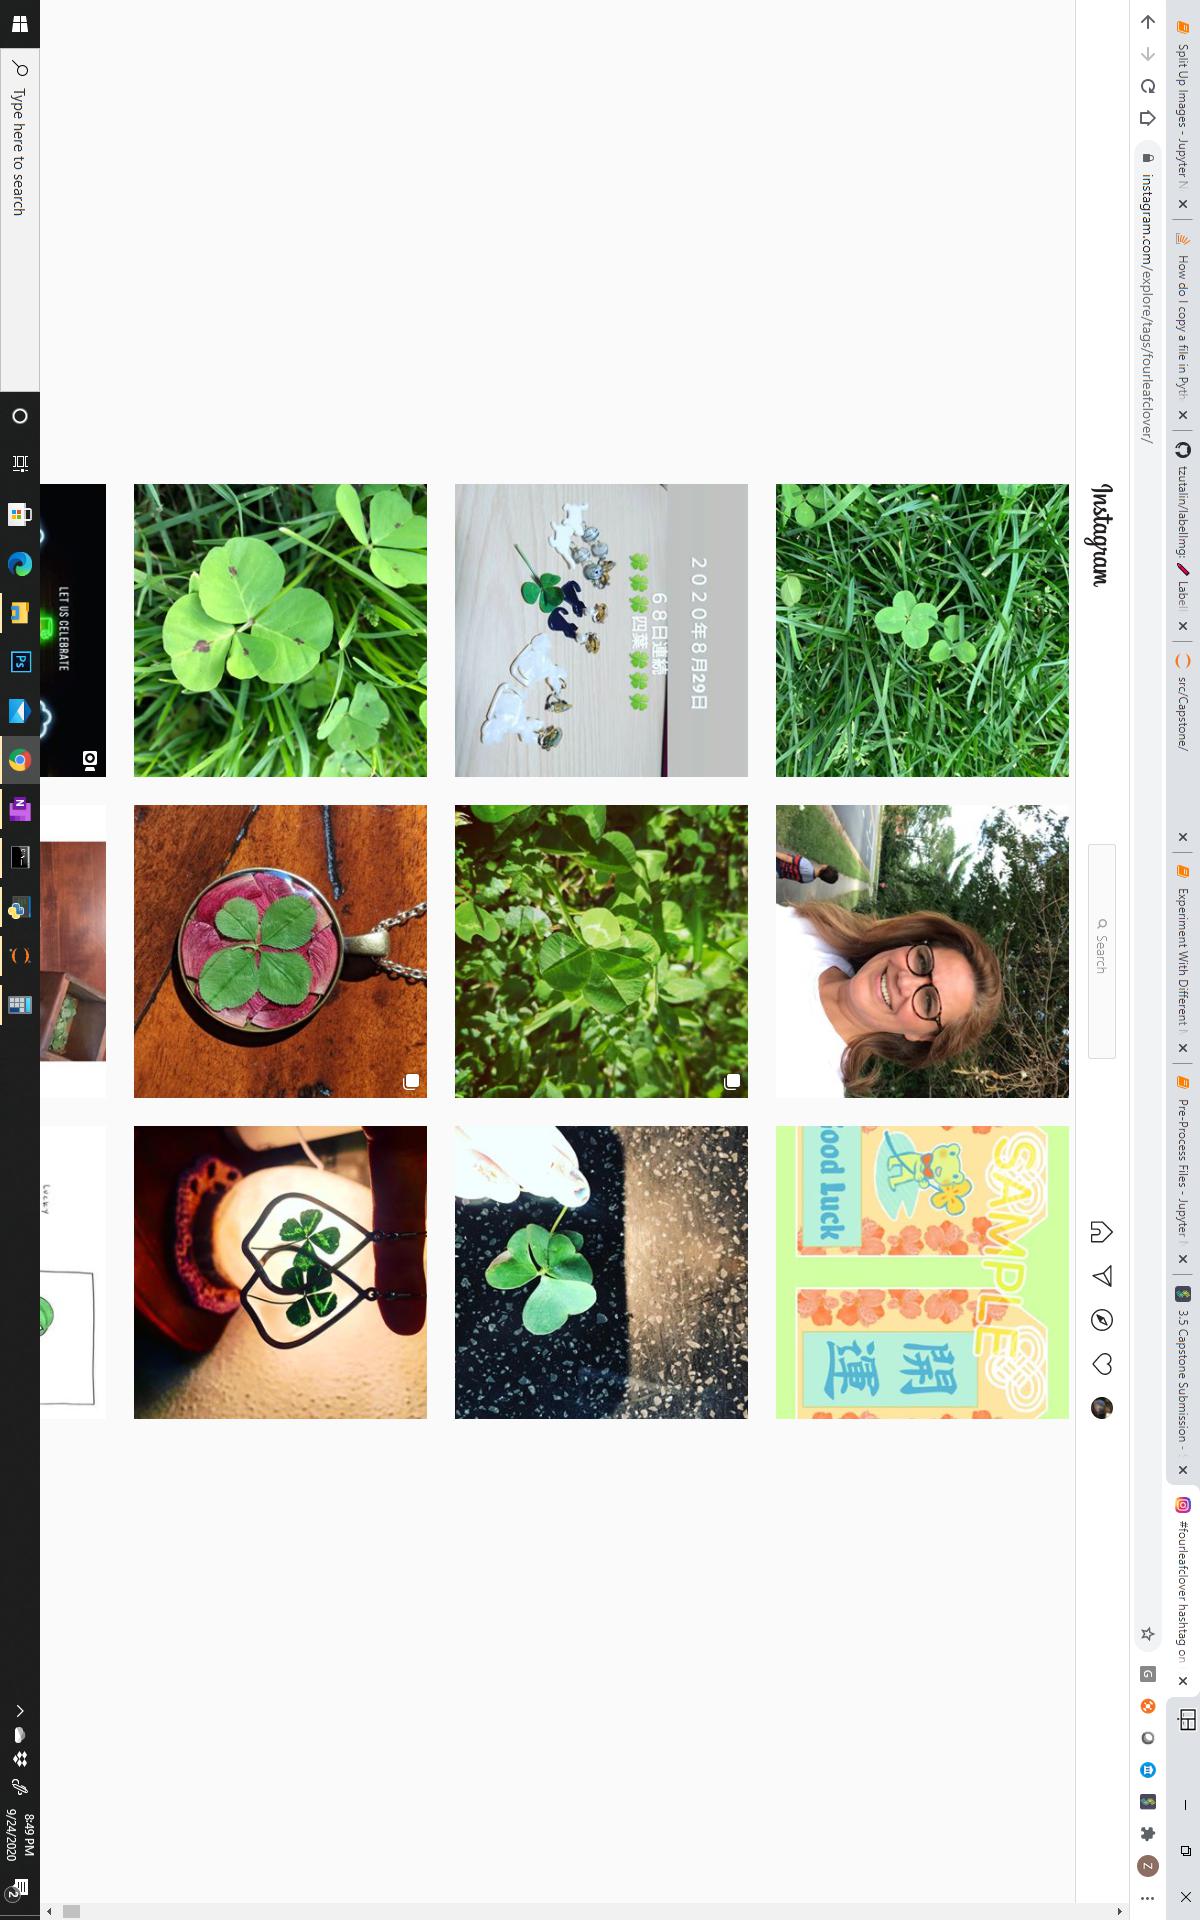 Split Up Images - Jupyter N
How do I copy a file in Pyth
tzutalin/labelImg: Labell
src/Capstone/
Experiment With Different N
Pre-Process Files - Jupyter N
3.5 Capstone Submission -
#fourleafclover hashtag on
instagram.com/explore/tags/fourleafclover/
G
Z
Instagram
Search
SAMPLE
ood Luck
開運
2020年8月29日
68日連続
四葉
LET US CELEBRATE
Lucky
Type here to search
Ps
N
8:49 PM
9/24/2020
2